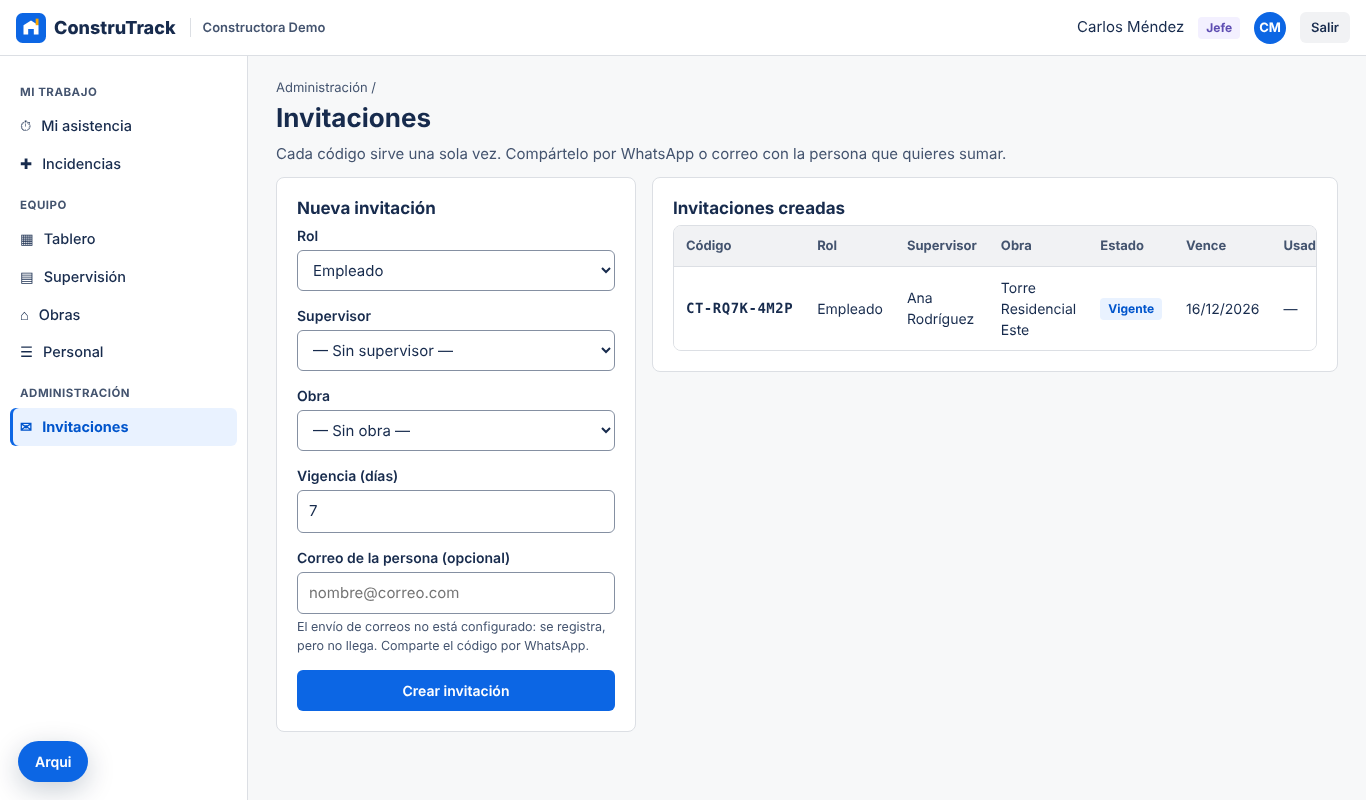 ConstruTrack
Constructora Demo
Carlos Méndez
Jefe
CM
Salir
MI TRABAJO
Mi asistencia
Incidencias
EQUIPO
Tablero
Supervisión
Obras
Personal
ADMINISTRACIÓN
Invitaciones
Arqui
Administración /
Invitaciones
Cada código sirve una sola vez. Compártelo por WhatsApp o correo con la persona que quieres sumar.
Nueva invitación
Rol
Empleado
Supervisor
— Sin supervisor —
Obra
— Sin obra —
Vigencia (días)
7
Correo de la persona (opcional)
nombre@correo.com
El envío de correos no está configurado: se registra,
pero no llega. Comparte el código por WhatsApp.
Crear invitación
Invitaciones creadas
Código Rol Supervisor Obra Estado Vence Usad
CT-RQ7K-4M2P Empleado Ana Rodríguez Torre Residencial Este Vigente 16/12/2026 —